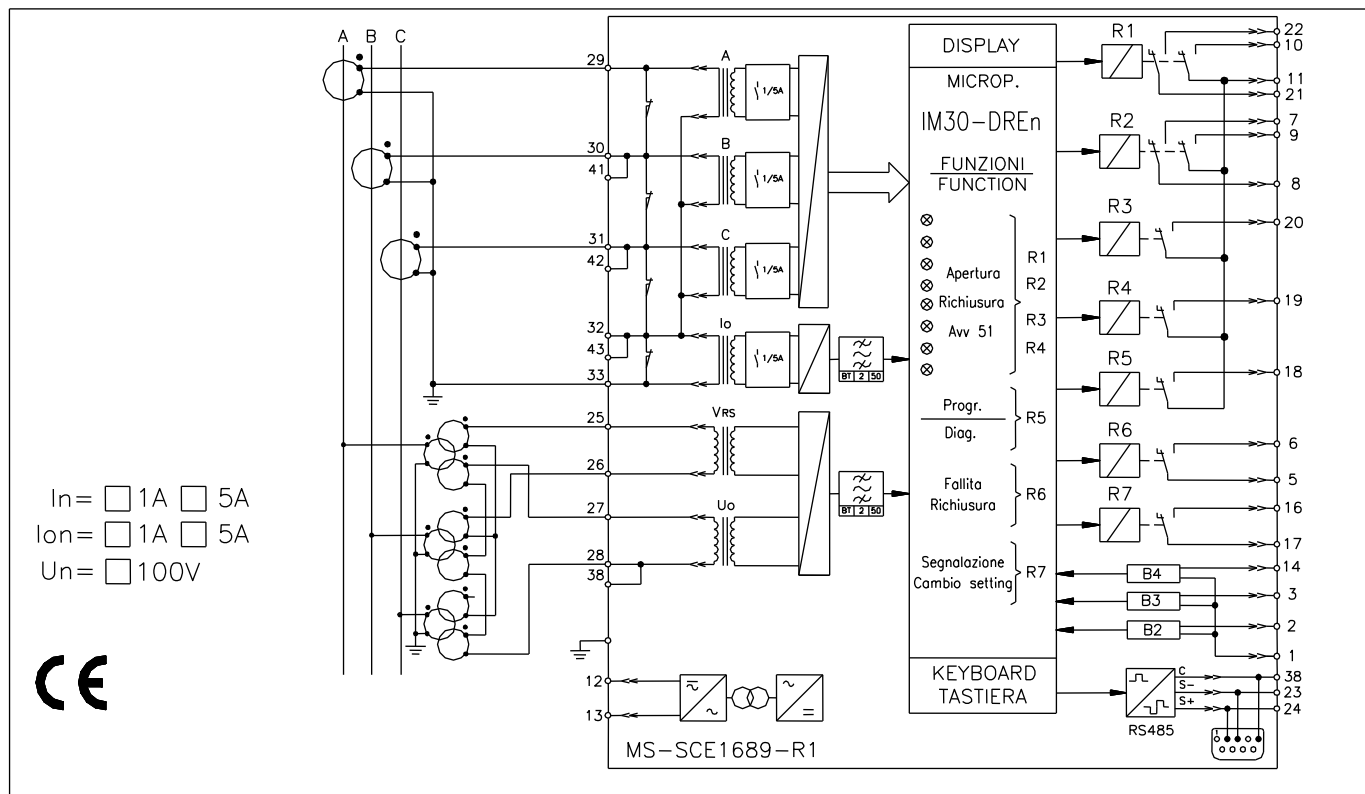 A B C
29
30
41
31
42
32
43
33
25
26
27
28
38
12
13
In= 1A 5A
Ion= 1A 5A
Un= 100V
CE
A
1/5A
B
1/5A
C
1/5A
Io
1/5A
BT 2 50
VRS
Uo
BT 2 50
MS-SCE1689-R1
DISPLAY
MICROP.
IM30-DREn
FUNZIONI
FUNCTION
Apertura
Richiusura
Avv 51
R1
R2
R3
R4
Progr.
Diag.
R5
Fallita
Richiusura
R6
Segnalazione
Cambio setting
R7
KEYBOARD
TASTIERA
R1
R2
R3
R4
R5
R6
R7
B4
B3
B2
RS485
C
S-
S+
1
22
10
11
21
7
9
8
20
19
18
6
5
16
17
14
3
2
1
38
23
24